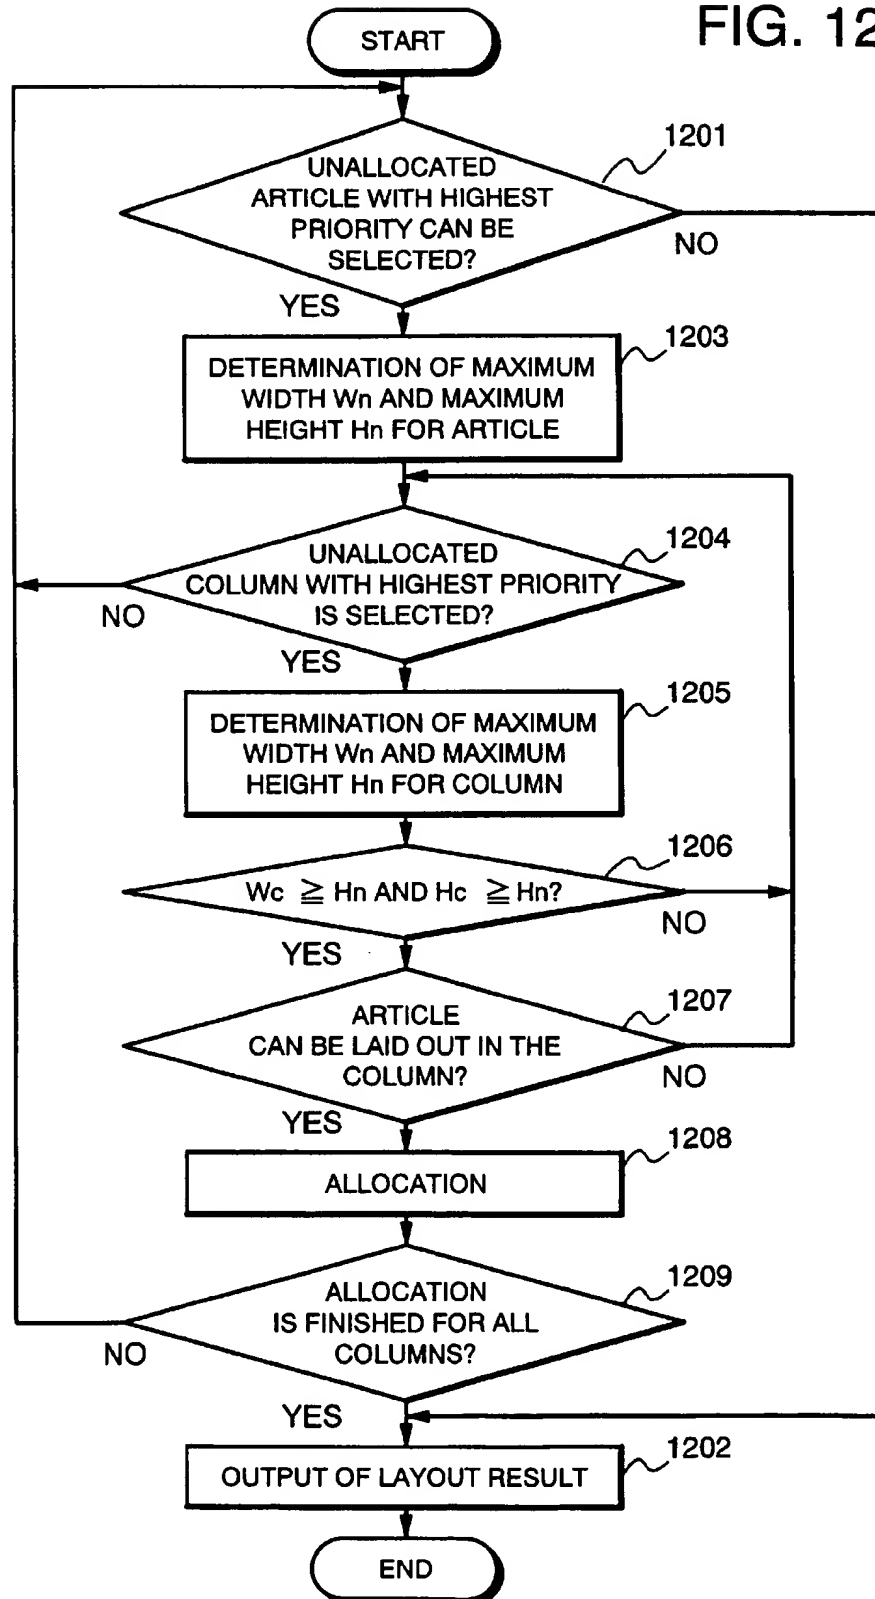 FIG. 12
START
1201
UNALLOCATED
ARTICLE WITH HIGHEST
PRIORITY CAN BE
SELECTED?
NO
YES
1203
DETERMINATION OF MAXIMUM
WIDTH Wn AND MAXIMUM
HEIGHT Hn FOR ARTICLE
1204
UNALLOCATED
COLUMN WITH HIGHEST PRIORITY
IS SELECTED?
NO
YES
1205
DETERMINATION OF MAXIMUM
WIDTH Wn AND MAXIMUM
HEIGHT Hn FOR COLUMN
1206
Wc ≧ Hn AND Hc ≧ Hn?
NO
YES
1207
ARTICLE
CAN BE LAID OUT IN THE
COLUMN?
NO
YES
1208
ALLOCATION
1209
ALLOCATION
IS FINISHED FOR ALL
COLUMNS?
NO
YES
1202
OUTPUT OF LAYOUT RESULT
END